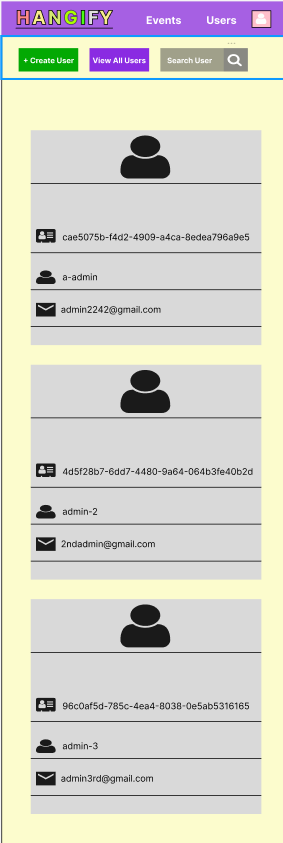 HANGIFY Events Users
+ Create User View All Users Search User
cae5075b-f4d2-4909-a4ca-8edea796a9e5
a-admin
admin2242@gmail.com
4d5f28b7-6dd7-4480-9a64-064b3fe40b2d
admin-2
2ndadmin@gmail.com
96c0af5d-785c-4ea4-8038-0e5ab5316165
admin-3
admin3rd@gmail.com